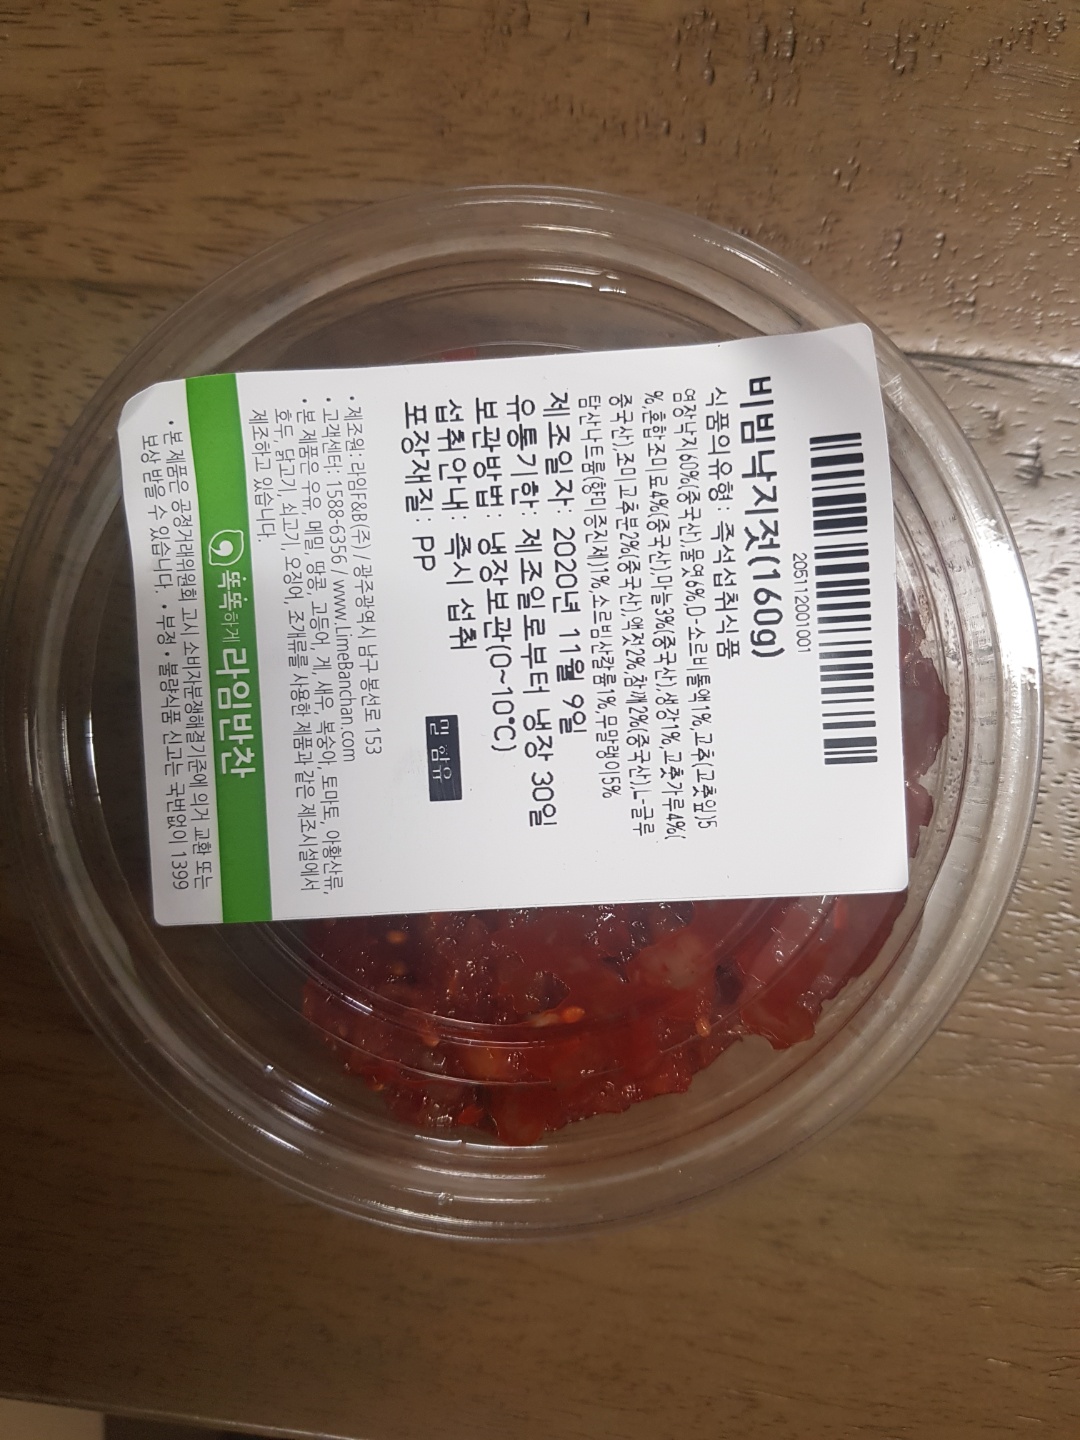 205112001001
비빔낙지젓(160g)
식품의유형: 즉석섭취식품
염장낙지60%(중국산),물엿6%,D-소르비톨액1%,고추(고춧잎)5
%,혼합조미료4%(중국산),마늘3%(중국산),생강1%,고춧가루4%(
중국산),조미고추분2%(중국산),액젓2%,참깨2%(중국산),L-글루
탐산나트륨(향미증진제)1%,소르빈산칼륨1%,무말랭이5%
제조일자: 2020년 11월 9일
유통기한: 제조일로부터 냉장 30일
보관방법: 냉장보관(0~10℃)
섭취안내: 즉시 섭취
포장재질: PP
밀 함유
• 제조원: 라임F&B(주) / 광주광역시 남구 봉선로 153
• 고객센터: 1588-6356 / www.LimeBanchan.com
• 본 제품은 우유, 메밀, 땅콩, 고등어, 게, 새우, 복숭아, 토마토, 아황산류,
호두, 닭고기, 쇠고기, 오징어, 조개류를 사용한 제품과 같은 제조시설에서
제조하고 있습니다.
똑똑하게 라임반찬
• 본 제품은 공정거래위원회 고시 소비자분쟁해결기준에 의거 교환 또는
보상 받을 수 있습니다. • 부정·불량식품 신고는 국번없이 1399